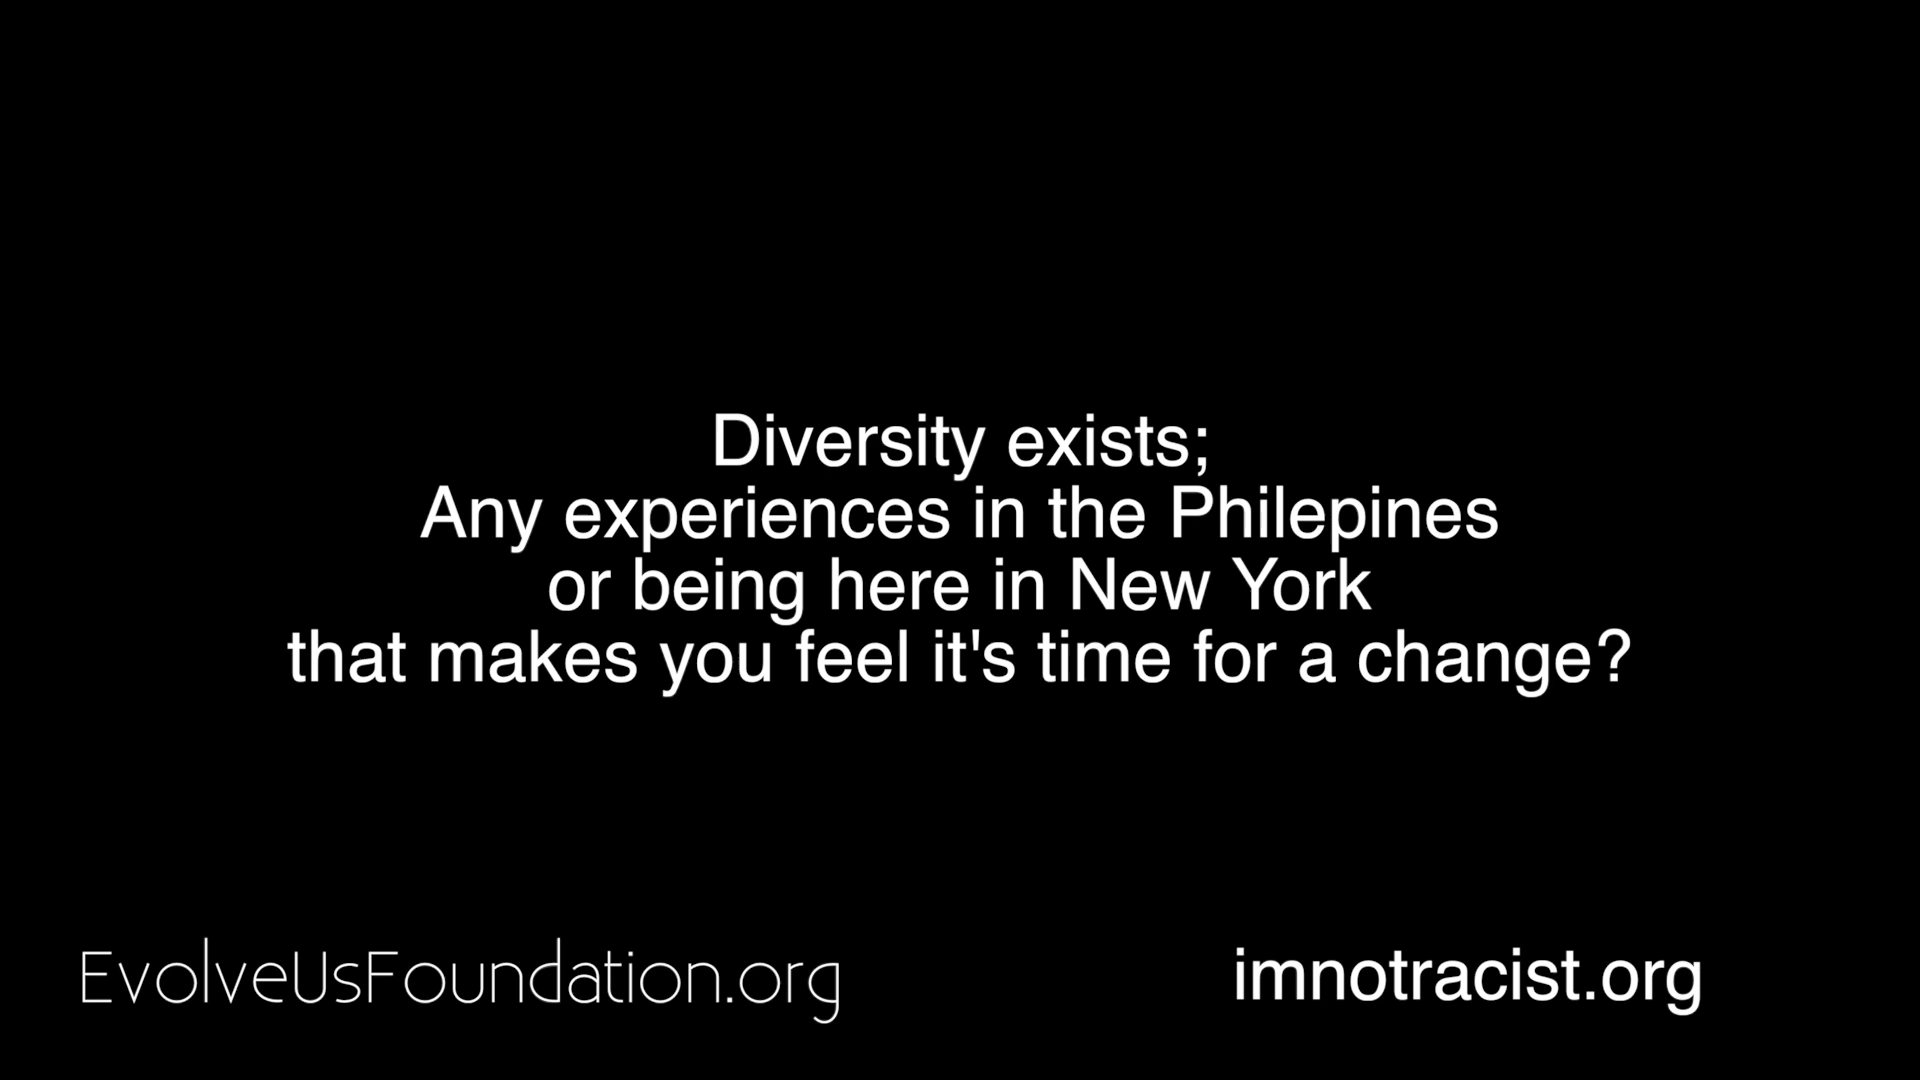 Diversity exists;
Any experiences in the Philepines
or being here in New York
that makes you feel it's time for a change?
EvolveUsFoundation.org
imnotracist.org